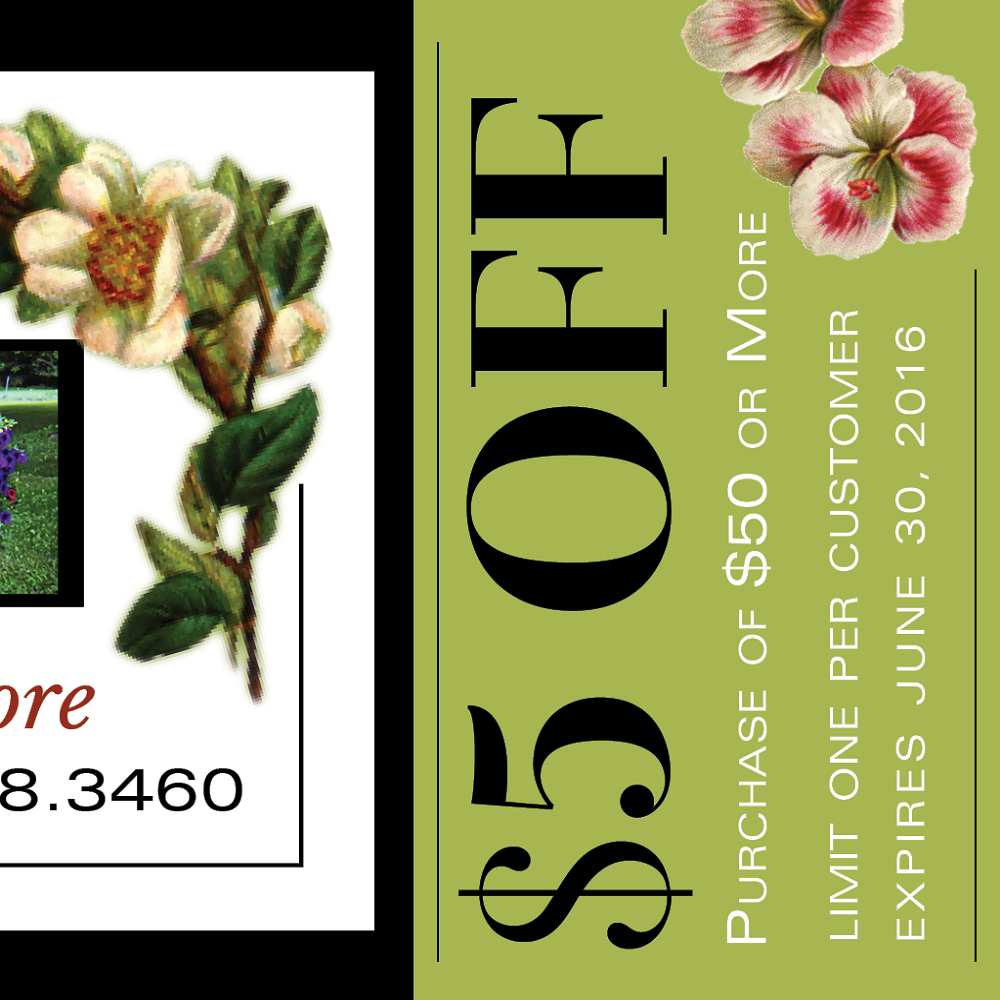 ore
8.3460
$5 OFF
PURCHASE OF $50 OR MORE
LIMIT ONE PER CUSTOMER
EXPIRES JUNE 30, 2016